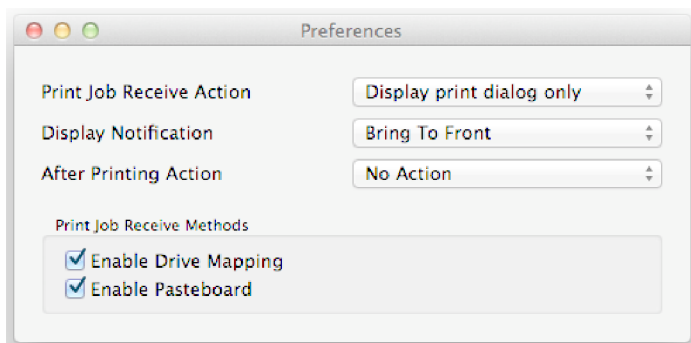 Preferences
Print Job Receive Action Display print dialog only
Display Notification Bring To Front
After Printing Action No Action
Print Job Receive Methods
Enable Drive Mapping
Enable Pasteboard